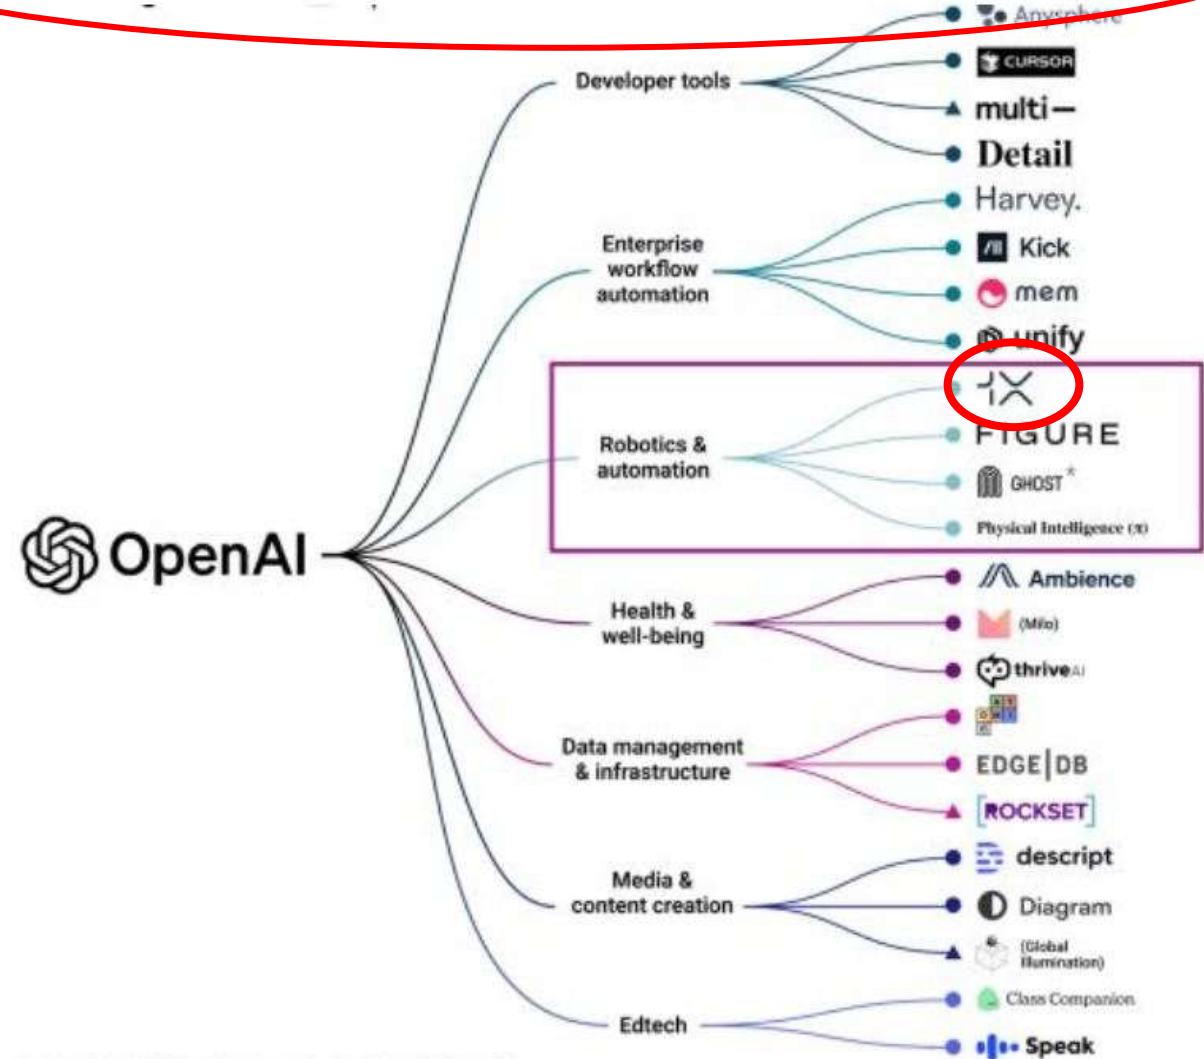 Anysphere
CURSOR
Developer tools
multi—
Detail
Harvey.
Enterprise
workflow
automation
Kick
mem
unify
1X
Robotics &
automation
FIGURE
GHOST*
Physical Intelligence (π)
OpenAI
Ambience
Health &
well-being
(Milo)
thrive AI
Data management
& infrastructure
EDGE|DB
[ROCKSET]
descript
Media &
content creation
Diagram
(Global
Illumination)
Class Companion
Edtech
Speak